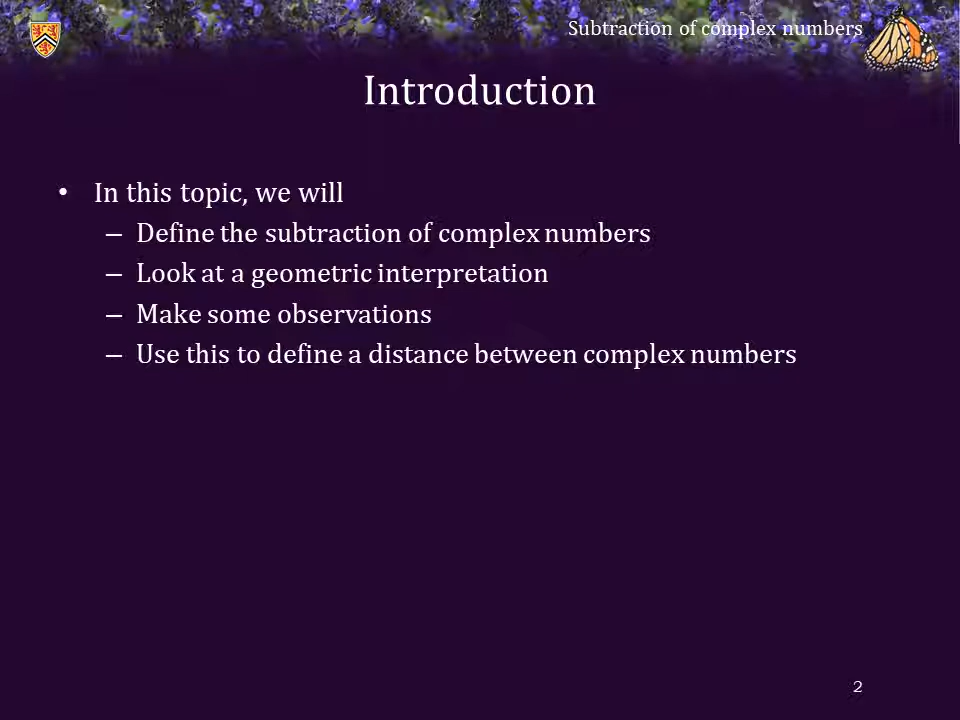 Subtraction of complex numbers
Introduction
• In this topic, we will
– Define the subtraction of complex numbers
– Look at a geometric interpretation
– Make some observations
– Use this to define a distance between complex numbers
2